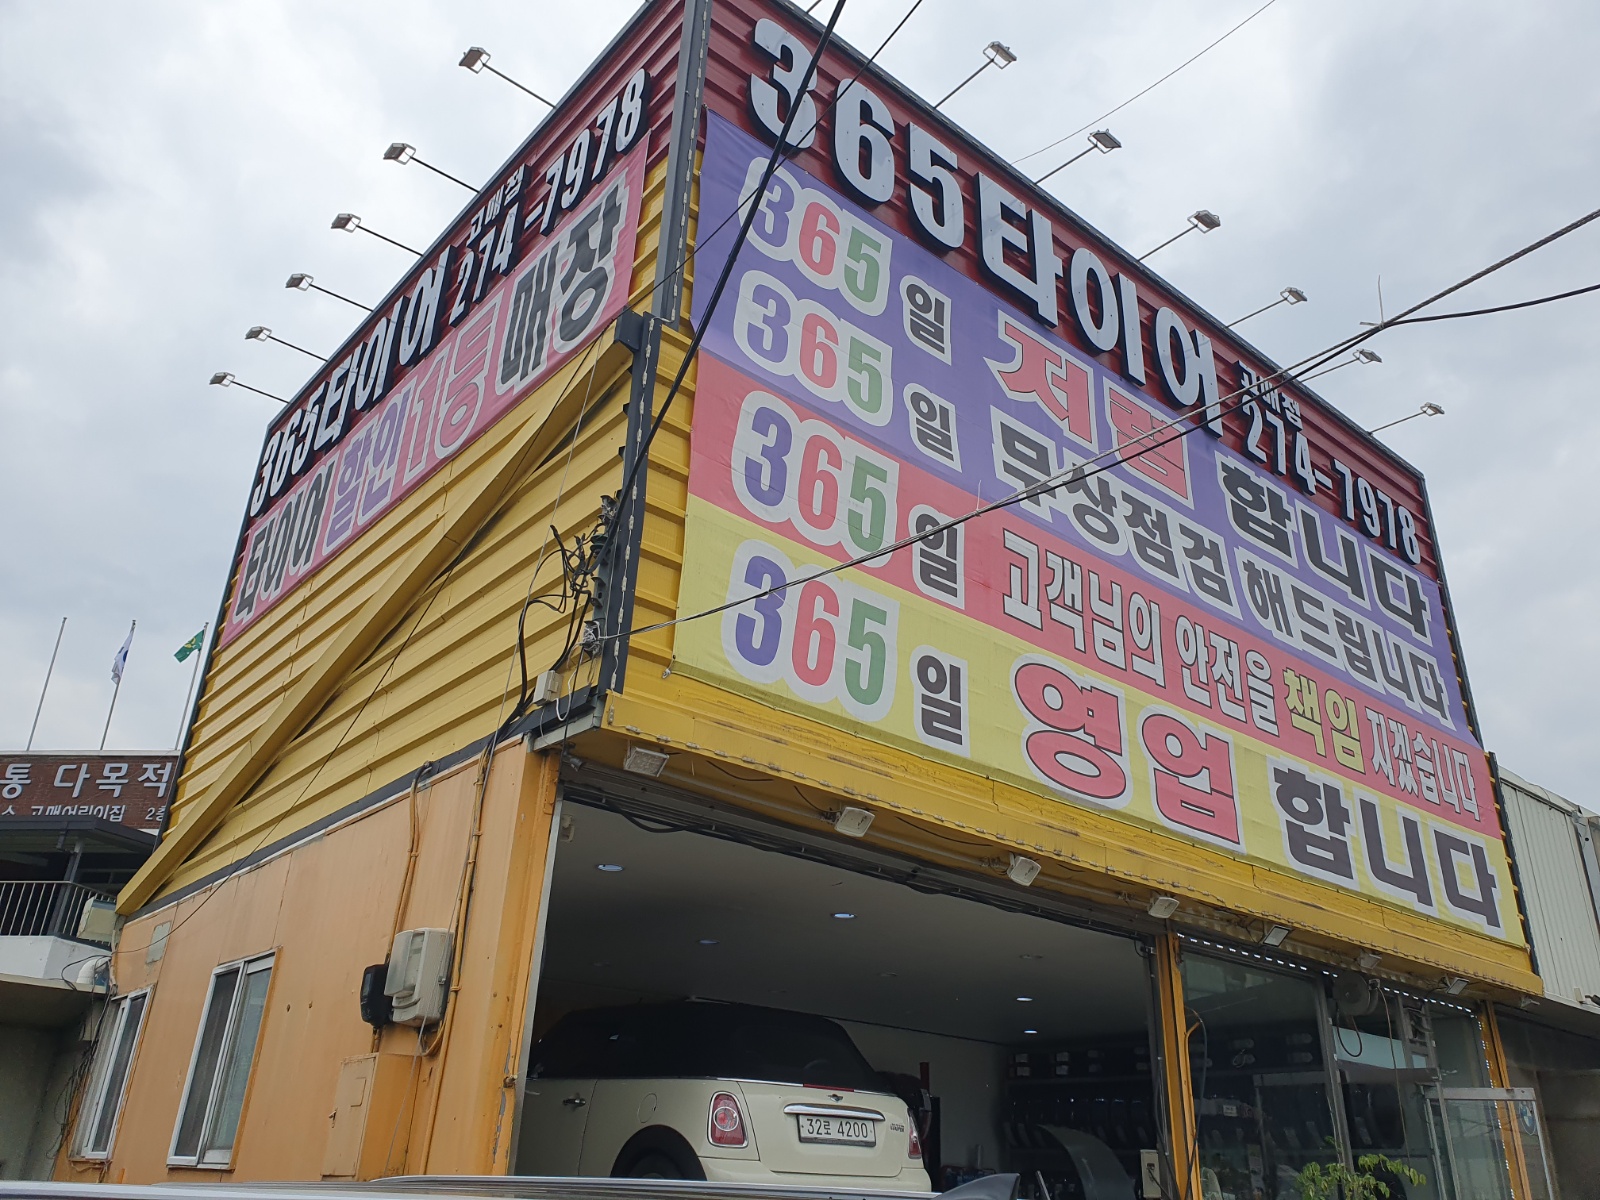 365타이어 고매점 274-7978
타이어 할인 1등 매장
365타이어 고매점 274-7978
365일 저렴 합니다
365일 무상점검 해드립니다
365일 고객님의 안전을 책임 지겠습니다
365일 영업 합니다
통 다목적
소 고매어린이집 2층
32로 4200